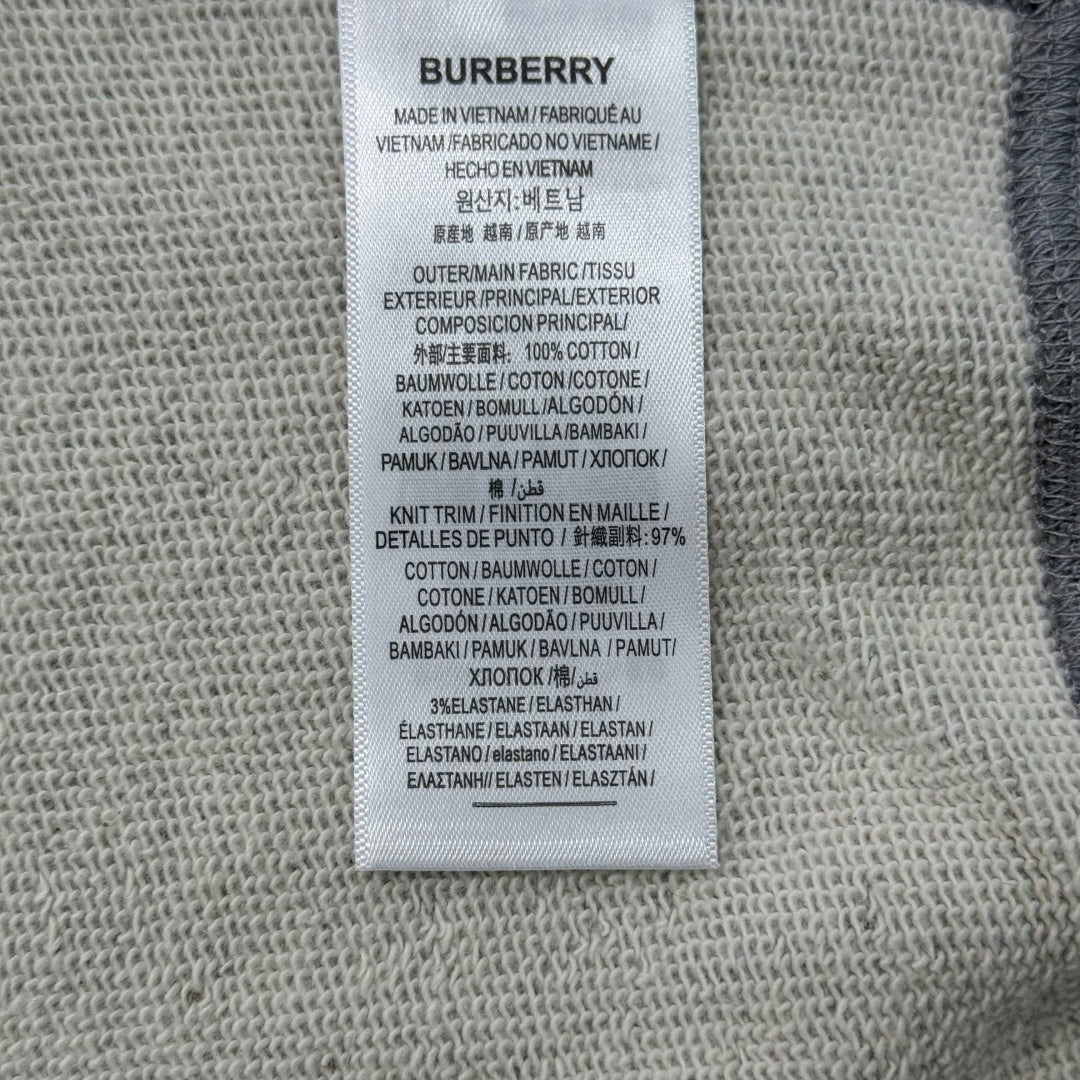 BURBERRY
MADE IN VIETNAM / FABRIQUÉ AU
VIETNAM /FABRICADO NO VIETNAME /
HECHO EN VIETNAM
원산지:베트남
原産地 越南 / 原产地 越南
OUTER/MAIN FABRIC /TISSU
EXTERIEUR /PRINCIPAL/EXTERIOR
COMPOSICION PRINCIPAL/
外部/主要面料: 100% COTTON /
BAUMWOLLE / COTON /COTONE /
KATOEN / BOMULL /ALGODÓN /
ALGODÃO / PUUVILLA /BAMBAKI /
PAMUK / BAVLNA / PAMUT / ХЛОПОК /
棉 /قطن
KNIT TRIM / FINITION EN MAILLE /
DETALLES DE PUNTO / 針織副料: 97%
COTTON / BAUMWOLLE / COTON /
COTONE / KATOEN / BOMULL /
ALGODÓN / ALGODÃO / PUUVILLA /
BAMBAKI / PAMUK / BAVLNA / PAMUT/
ХЛОПОК /棉/قطن
3%ELASTANE / ELASTHAN /
ÉLASTHANE / ELASTAAN / ELASTAN /
ELASTANO / elastano / ELASTAANI /
ΕΛΑΣΤΑΝΗ// ELASTEN / ELASZTÁN /